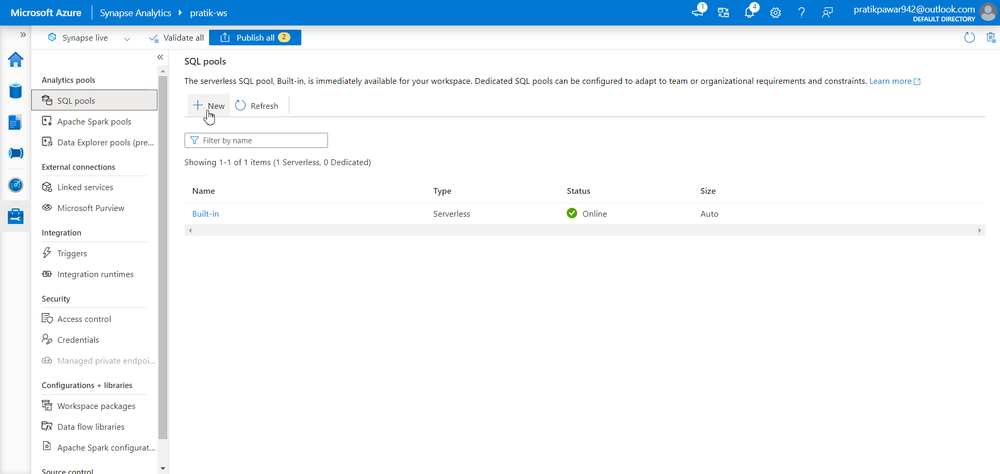 Microsoft Azure
Synapse Analytics
pratik-ws
1
4
pratikpawar942@outlook.com
DEFAULT DIRECTORY
Synapse live
Validate all
Publish all 2
Analytics pools
SQL pools
Apache Spark pools
Data Explorer pools (pre...
External connections
Linked services
Microsoft Purview
Integration
Triggers
Integration runtimes
Security
Access control
Credentials
Managed private endpoi...
Configurations + libraries
Workspace packages
Data flow libraries
Apache Spark configurat...
Source control
SQL pools
The serverless SQL pool, Built-in, is immediately available for your workspace. Dedicated SQL pools can be configured to adapt to team or organizational requirements and constraints. Learn more
New
Refresh
Filter by name
Showing 1-1 of 1 items (1 Serverless, 0 Dedicated)
Name Type Status Size
Built-in Serverless Online Auto